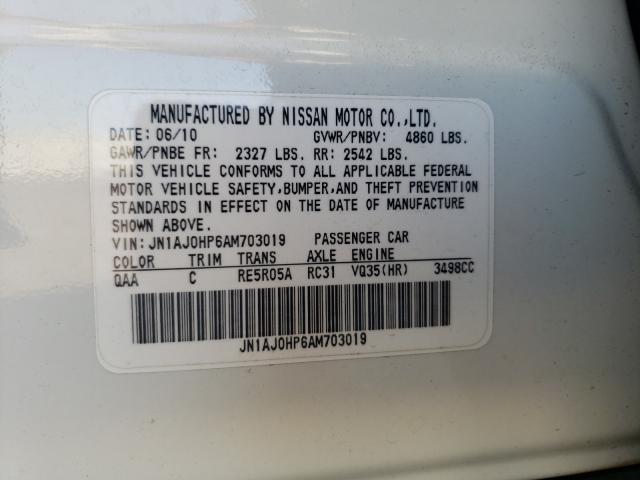 MANUFACTURED BY NISSAN MOTOR CO.,LTD.
DATE: 06/10 GVWR/PNBV: 4860 LBS.
GAWR/PNBE FR: 2327 LBS. RR: 2542 LBS.
THIS VEHICLE CONFORMS TO ALL APPLICABLE FEDERAL
MOTOR VEHICLE SAFETY,BUMPER,AND THEFT PREVENTION
STANDARDS IN EFFECT ON THE DATE OF MANUFACTURE
SHOWN ABOVE.
VIN: JN1AJ0HP6AM703019 PASSENGER CAR
COLOR TRIM TRANS AXLE ENGINE
QAA C RE5R05A RC31 VQ35(HR) 3498CC
JN1AJ0HP6AM703019